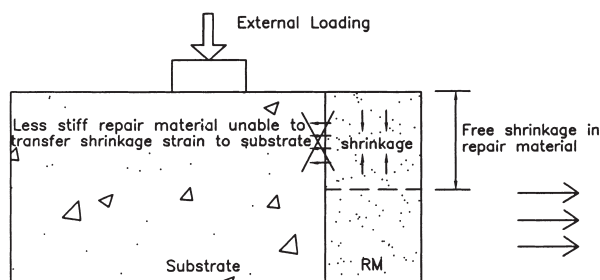 External Loading
Less stiff repair material unable to
transfer shrinkage strain to substrate
shrinkage
Free shrinkage in
repair material
Substrate
RM